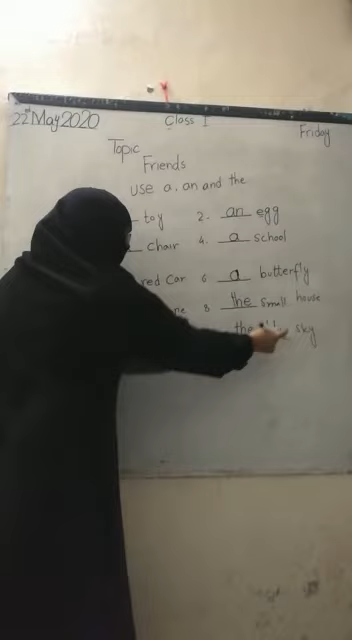 22nd May 2020 Class I Friday
Topic
Friends
use a, an and the
toy 2. an egg
chair 4. a school
red Car 6 a butterfly
8 the small house
the sky